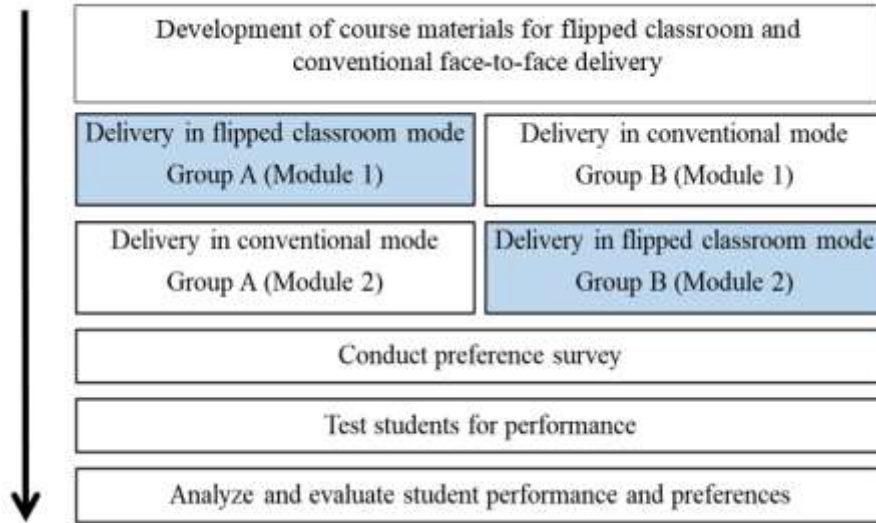 Development of course materials for flipped classroom and
conventional face-to-face delivery
Delivery in flipped classroom mode
Group A (Module 1)
Delivery in conventional mode
Group B (Module 1)
Delivery in conventional mode
Group A (Module 2)
Delivery in flipped classroom mode
Group B (Module 2)
Conduct preference survey
Test students for performance
Analyze and evaluate student performance and preferences